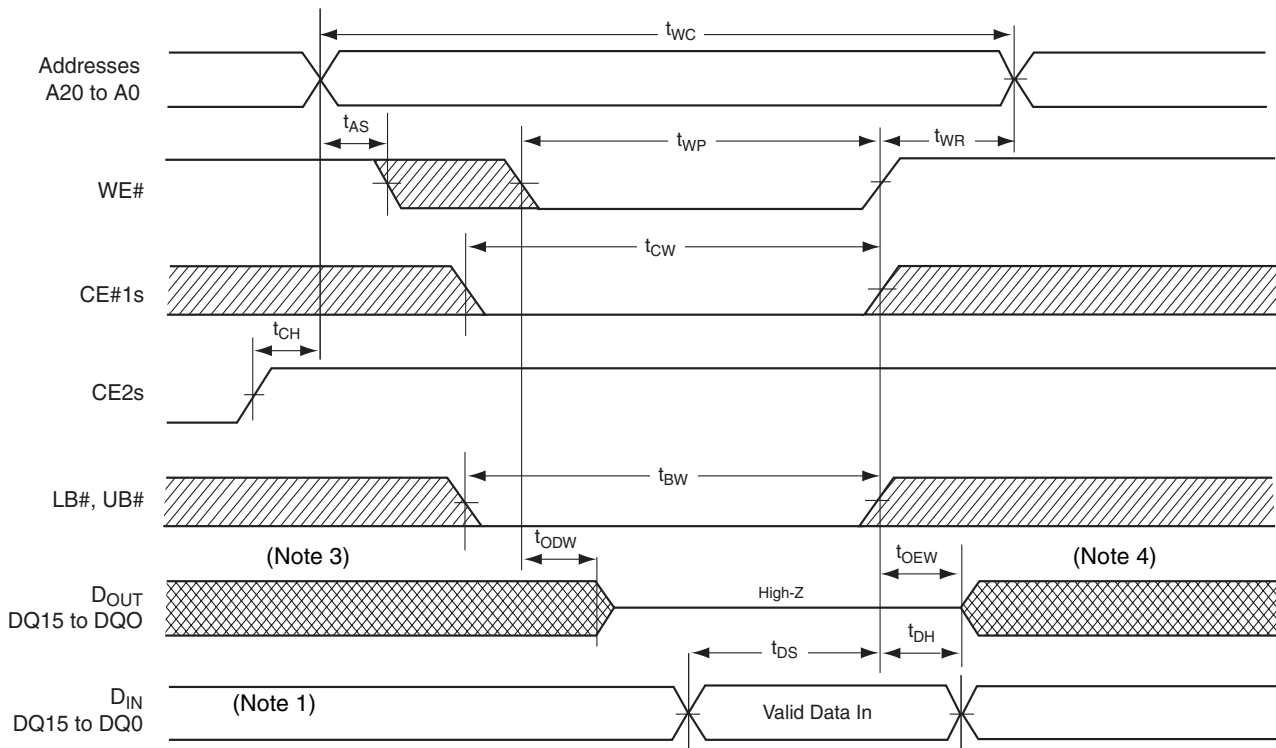 tWC
Addresses
A20 to A0
tAS
tWP
tWR
WE#
tCW
CE#1s
tCH
CE2s
tBW
LB#, UB#
tODW
tOEW
(Note 3)
(Note 4)
DOUT
DQ15 to DQO
High-Z
tDS
tDH
DIN
DQ15 to DQ0
(Note 1)
Valid Data In